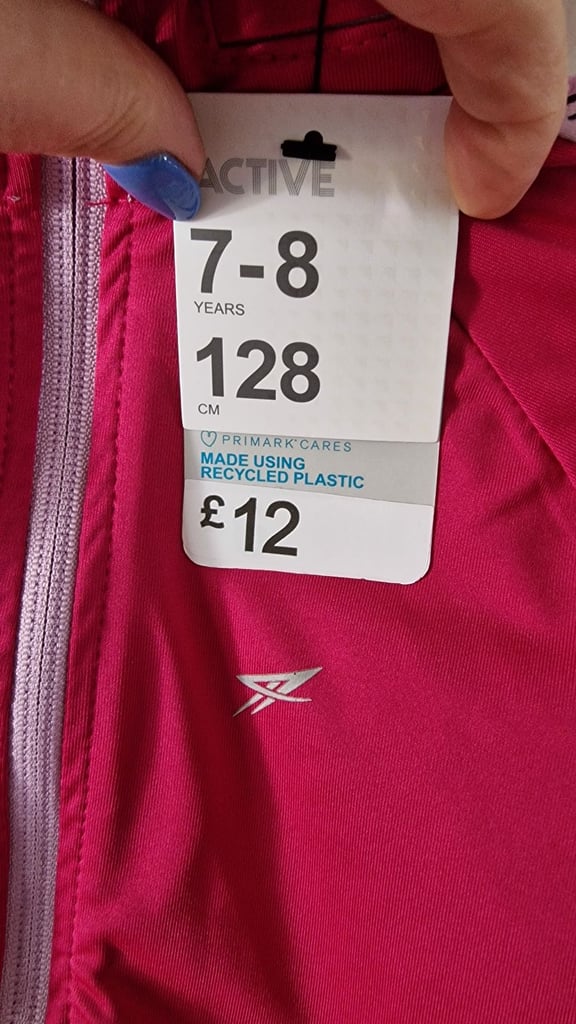 ACTIVE
7-8
YEARS
128
CM
PRIMARK CARES
MADE USING
RECYCLED PLASTIC
£12